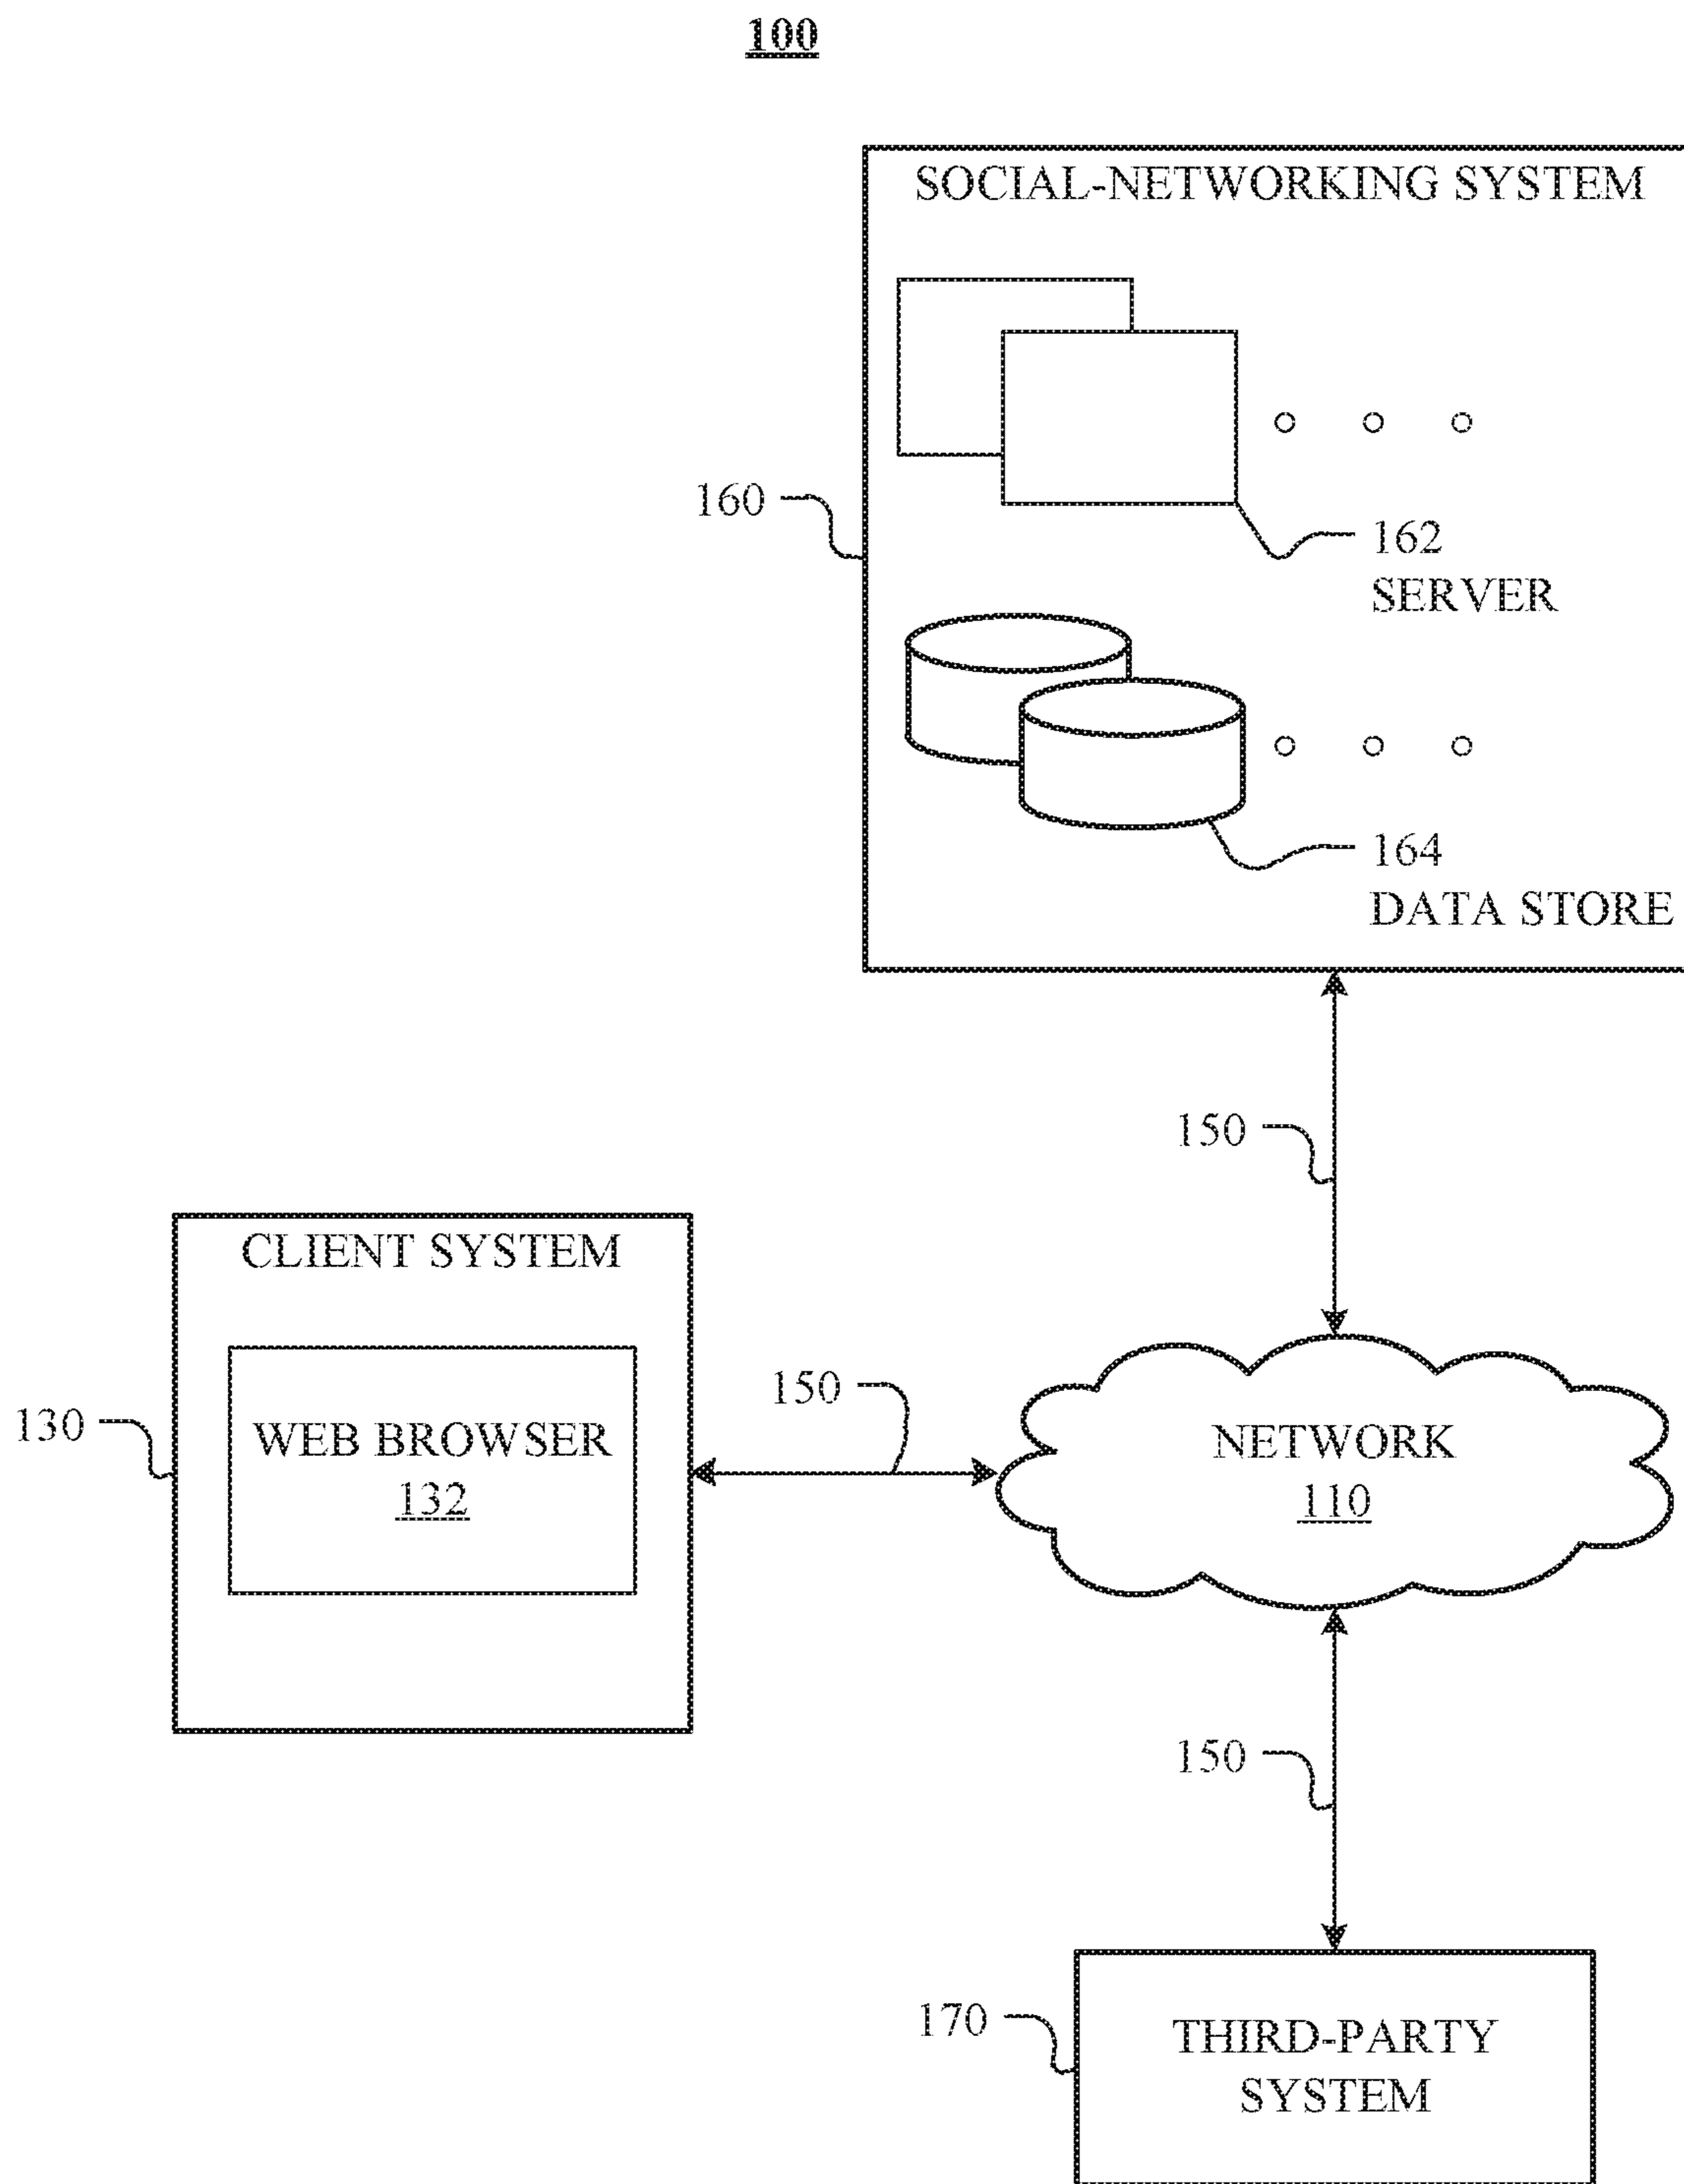 100
SOCIAL-NETWORKING SYSTEM
160
162
SERVER
164
DATA STORE
150
CLIENT SYSTEM
WEB BROWSER
132
130
150
NETWORK
110
150
170
THIRD-PARTY
SYSTEM